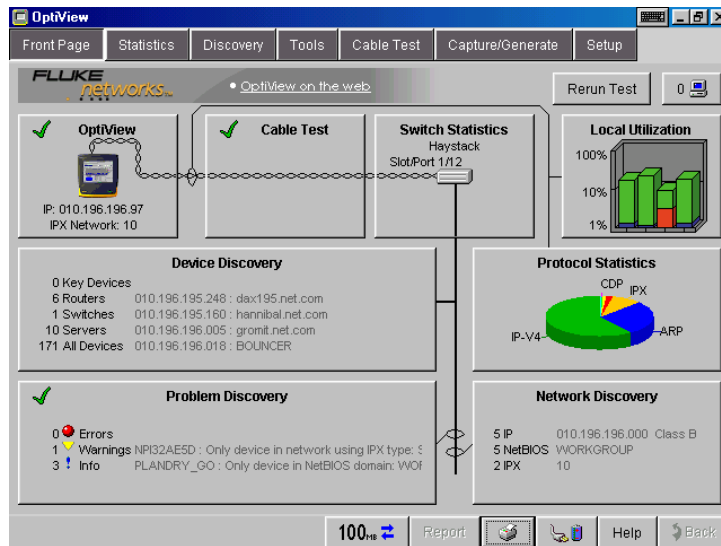 OptiView
Front Page Statistics Discovery Tools Cable Test Capture/Generate Setup
FLUKE
networks
OptiView on the web
Rerun Test
0
OptiView
IP: 010.196.196.97
IPX Network: 10
Cable Test
Switch Statistics
Haystack
Slot/Port 1/12
Local Utilization
100%
10%
1%
Device Discovery
0 Key Devices
6 Routers 010.196.195.248 : dax195.net.com
1 Switches 010.196.195.160 : hannibal.net.com
10 Servers 010.196.196.005 : gromit.net.com
171 All Devices 010.196.196.018 : BOUNCER
Protocol Statistics
CDP
IPX
IP-V4
ARP
Problem Discovery
0 Errors
1 Warnings NPI32AE5D : Only device in network using IPX type: S
3 Info PLANDRY_GO : Only device in NetBIOS domain: WOR
Network Discovery
5 IP 010.196.196.000 Class B
5 NetBIOS WORKGROUP
2 IPX 10
100MB Report Help Back